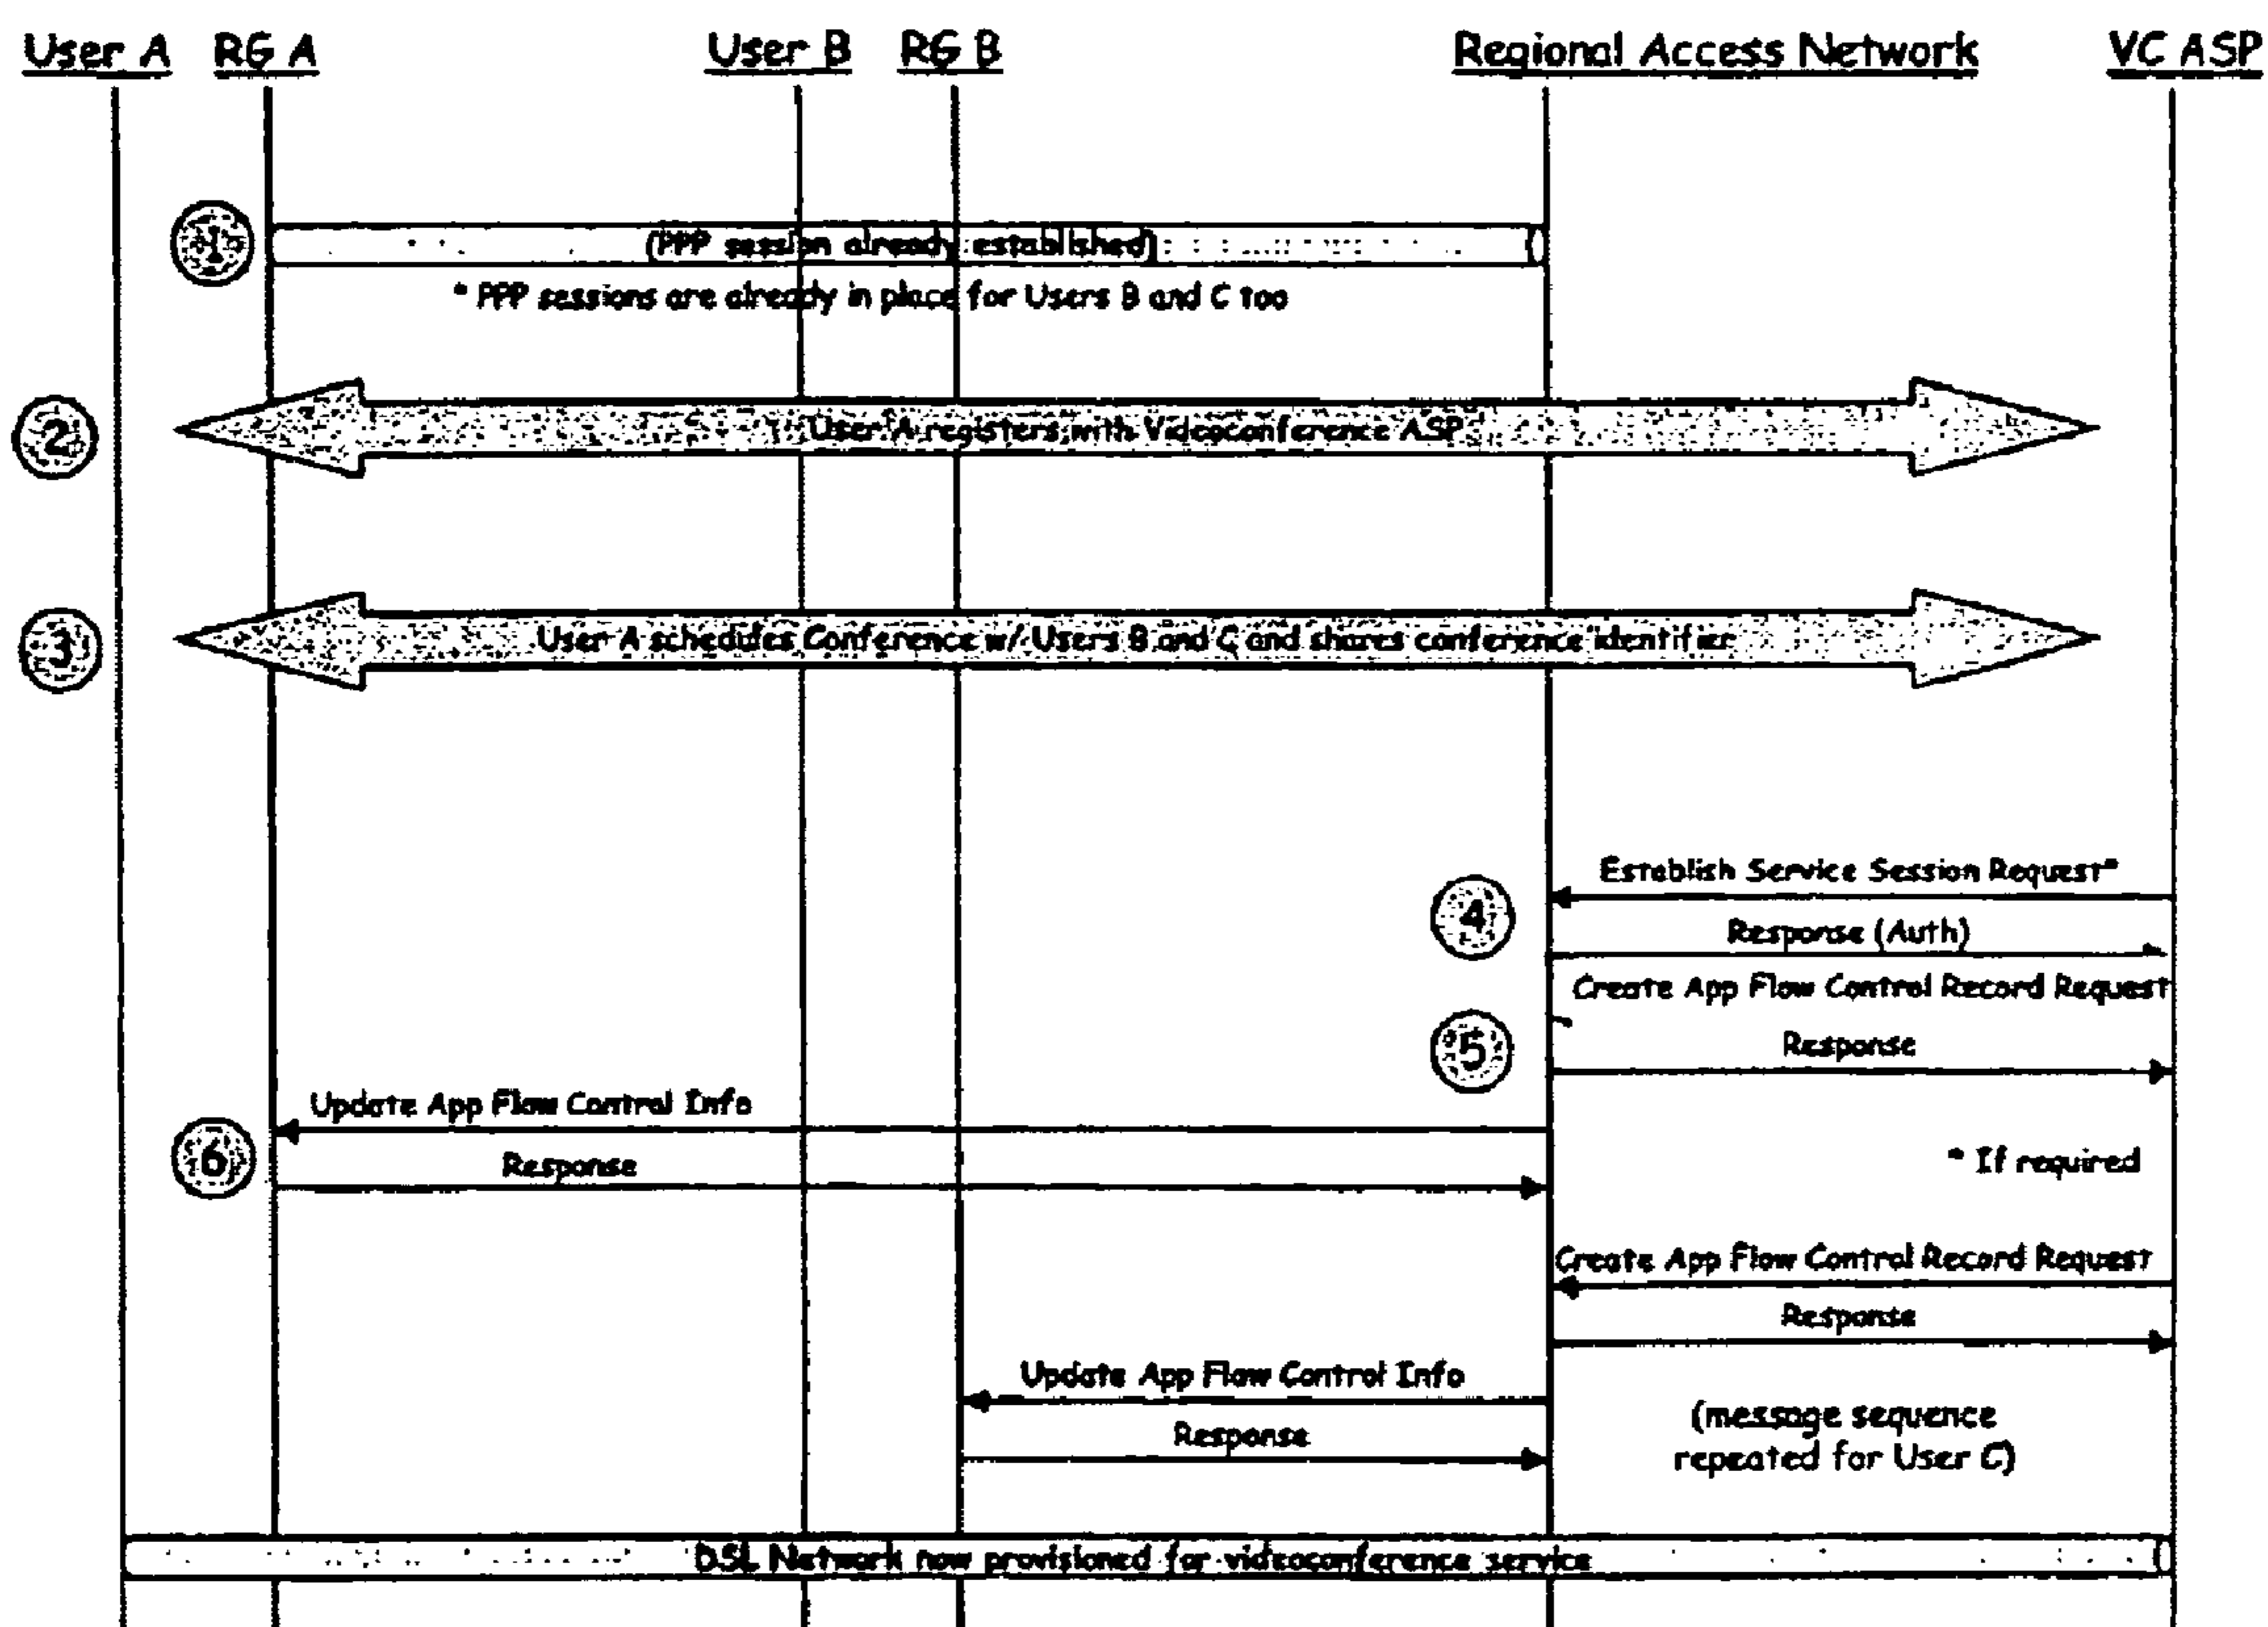 User A RG A User B RG B Regional Access Network VC ASP
1
(PPP session already established)
* PPP sessions are already in place for Users B and C too
2
User A registers with Videoconference ASP
3
User A schedules Conference w/ Users B and C and shares conference identifier
Establish Service Session Request*
4
Response (Auth)
Create App Flow Control Record Request
5
Response
Update App Flow Control Info
6
Response
* If required
Create App Flow Control Record Request
Response
Update App Flow Control Info
Response
(message sequence
repeated for User C)
DSL Network now provisioned for videoconference service